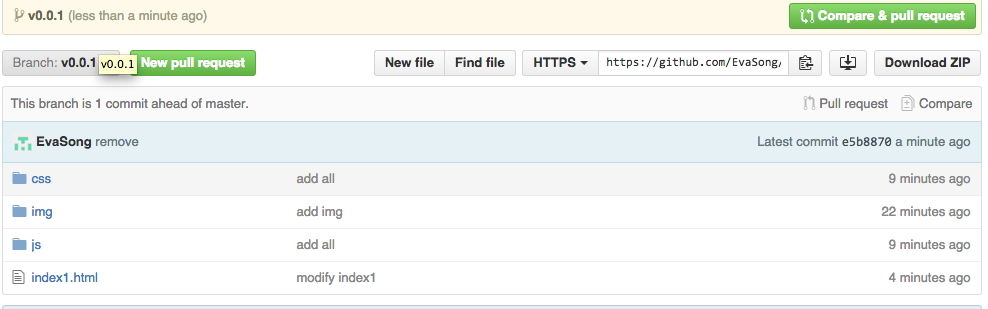 v0.0.1 (less than a minute ago) Compare & pull request
Branch: v0.0.1 v0.0.1 New pull request New file Find file HTTPS https://github.com/EvaSong/ Download ZIP
This branch is 1 commit ahead of master. Pull request Compare
EvaSong remove Latest commit e5b8870 a minute ago
css add all 9 minutes ago
img add img 22 minutes ago
js add all 9 minutes ago
index1.html modify index1 4 minutes ago